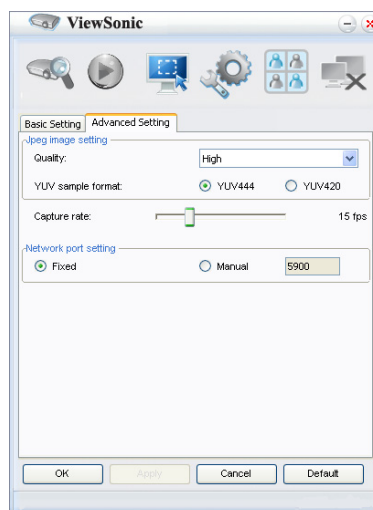 ViewSonic
Basic Setting Advanced Setting
Jpeg image setting
Quality: High
YUV sample format: YUV444 YUV420
Capture rate: 15 fps
Network port setting
Fixed Manual 5900
OK Apply Cancel Default